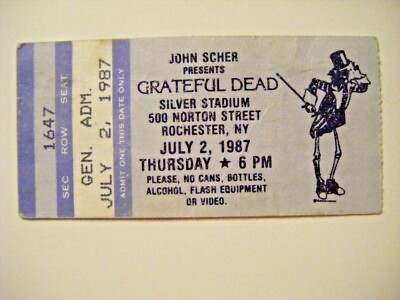 SEC ROW SEAT
1647
GEN. ADM.
JULY 2, 1987
ADMIT ONE THIS DATE ONLY
JOHN SCHER
PRESENTS
GRATEFUL DEAD
SILVER STADIUM
500 NORTON STREET
ROCHESTER, NY
JULY 2, 1987
THURSDAY ★ 6 PM
PLEASE, NO CANS, BOTTLES,
ALCOHOL, FLASH EQUIPMENT
OR VIDEO.